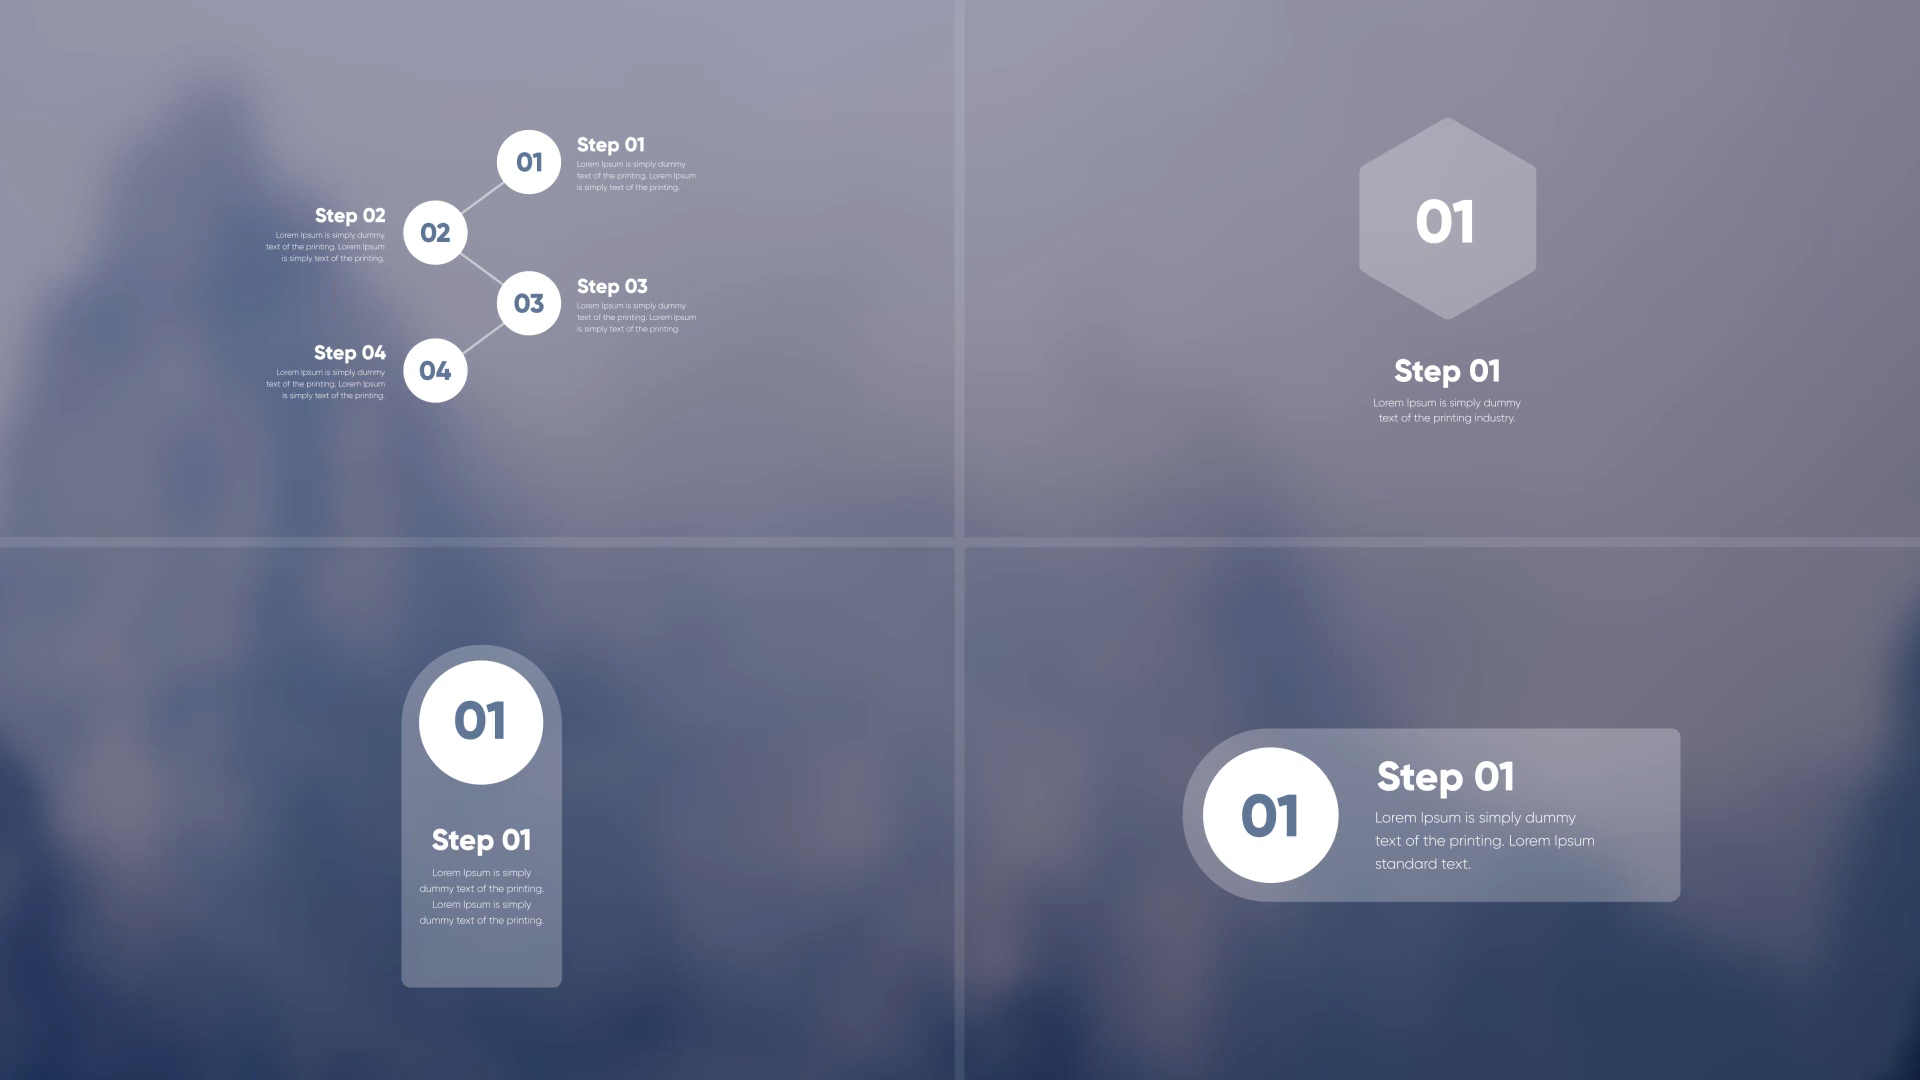 01
Step 01
Lorem Ipsum is simply dummy
text of the printing. Lorem Ipsum
is simply text of the printing.
Step 02
Lorem Ipsum is simply dummy
text of the printing. Lorem Ipsum
is simply text of the printing.
02
03
Step 03
Lorem Ipsum is simply dummy
text of the printing. Lorem Ipsum
is simply text of the printing.
Step 04
Lorem Ipsum is simply dummy
text of the printing. Lorem Ipsum
is simply text of the printing.
04
01
Step 01
Lorem Ipsum is simply dummy
text of the printing industry.
01
Step 01
Lorem Ipsum is simply
dummy text of the printing.
Lorem Ipsum is simply
dummy text of the printing.
01
Step 01
Lorem Ipsum is simply dummy
text of the printing. Lorem Ipsum
standard text.